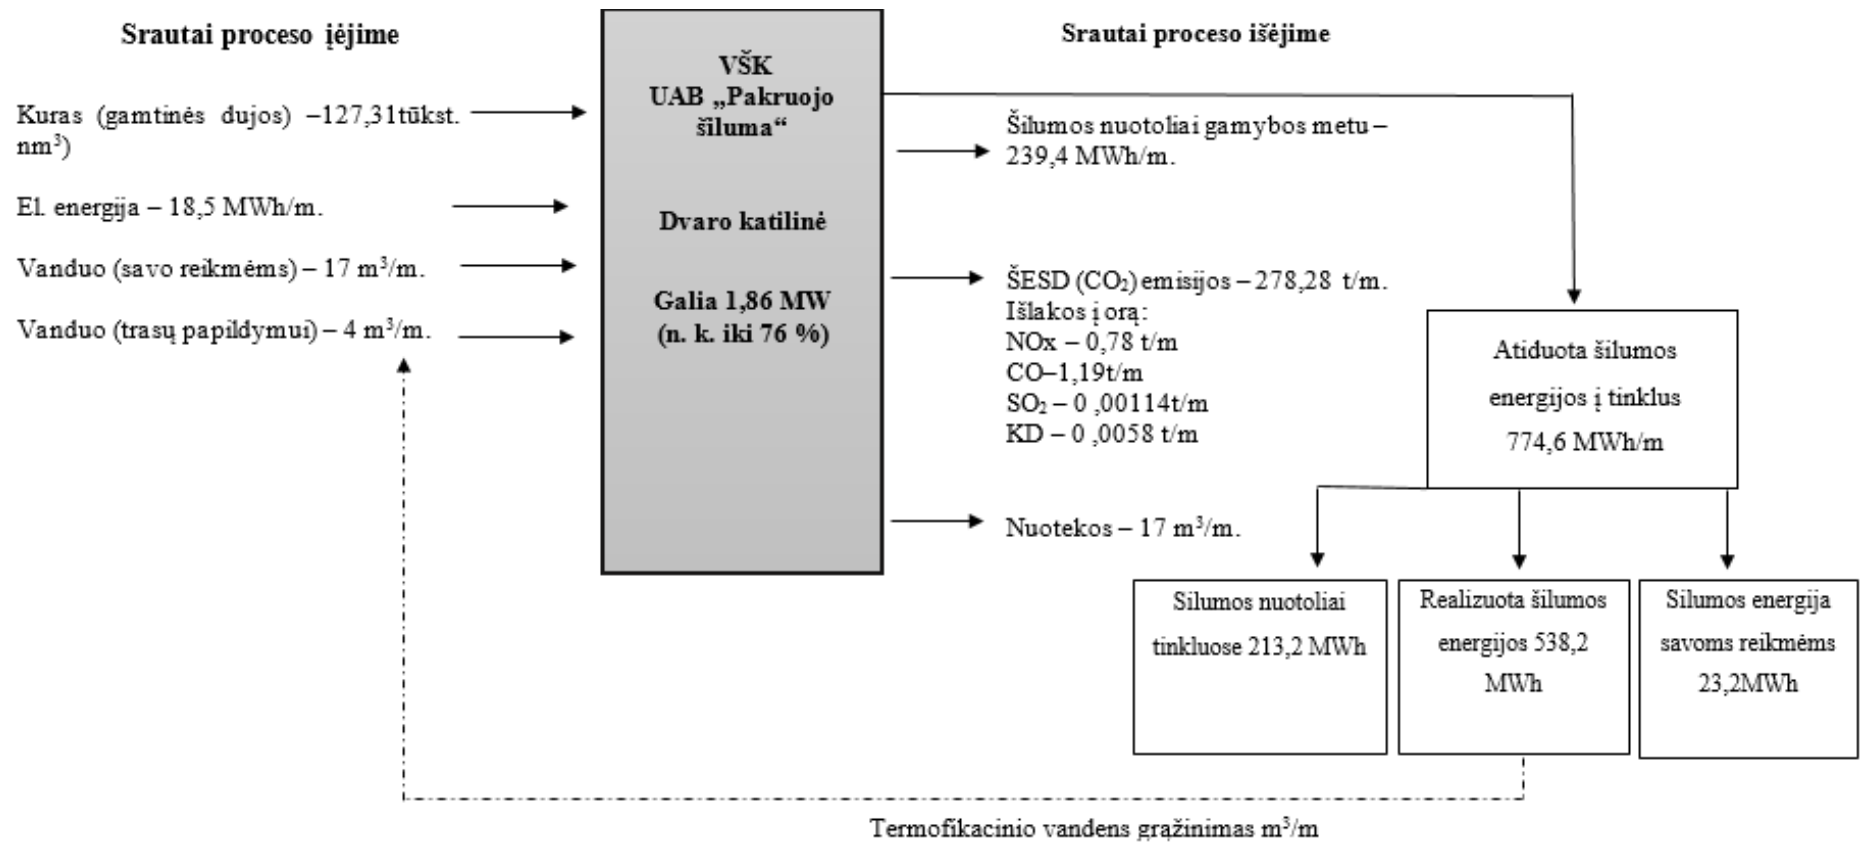 Srautai proceso įėjime
Kuras (gamtinės dujos) –127,31tūkst.
nm³)
El. energija – 18,5 MWh/m.
Vanduo (savo reikmėms) – 17 m³/m.
Vanduo (trasų papildymui) – 4 m³/m.
VŠK
UAB „Pakruojo
šiluma“
Dvaro katilinė
Galia 1,86 MW
(n. k. iki 76 %)
Srautai proceso išėjime
Šilumos nuotoliai gamybos metu –
239,4 MWh/m.
ŠESD (CO₂) emisijos – 278,28 t/m.
Išlakos į orą:
NOx – 0,78 t/m
CO–1,19t/m
SO₂ – 0 ,00114t/m
KD – 0 ,0058 t/m
Nuotekos – 17 m³/m.
Atiduota šilumos
energijos į tinklus
774,6 MWh/m
Silumos nuotoliai
tinkluose 213,2 MWh
Realizuota šilumos
energijos 538,2
MWh
Silumos energija
savoms reikmėms
23,2MWh
Termofikacinio vandens grąžinimas m³/m